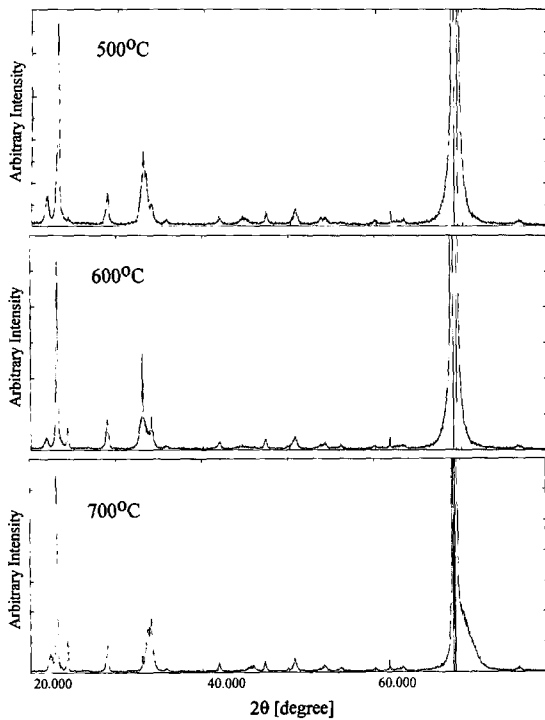 500°C
Arbitrary Intensity
600°C
Arbitrary Intensity
700°C
Arbitrary Intensity
20.000 40.000 60.000
2θ [degree]